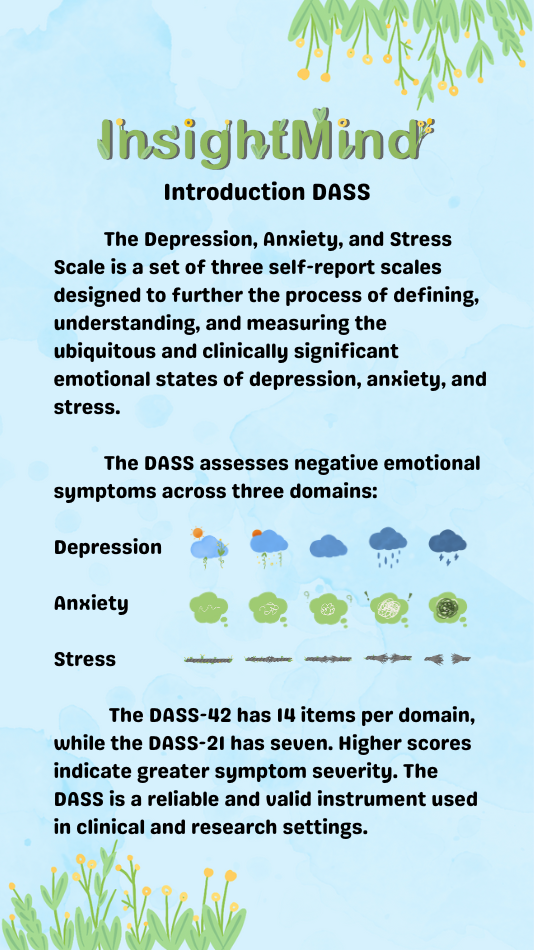 InsightMind
Introduction DASS
The Depression, Anxiety, and Stress
Scale is a set of three self-report scales
designed to further the process of defining,
understanding, and measuring the
ubiquitous and clinically significant
emotional states of depression, anxiety, and
stress.
The DASS assesses negative emotional
symptoms across three domains:
Depression
Anxiety
Stress
The DASS-42 has 14 items per domain,
while the DASS-21 has seven. Higher scores
indicate greater symptom severity. The
DASS is a reliable and valid instrument used
in clinical and research settings.